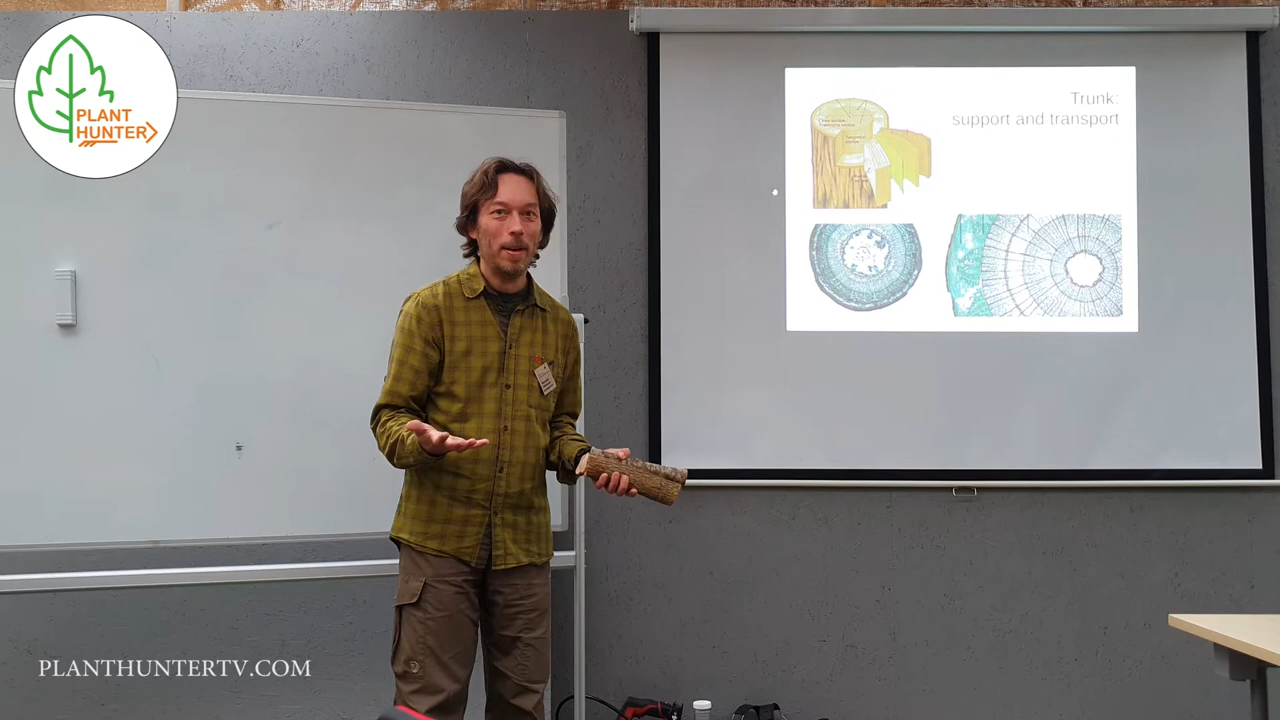 PLANT
HUNTER
Trunk:
support and transport
PLANTHUNTERTV.COM